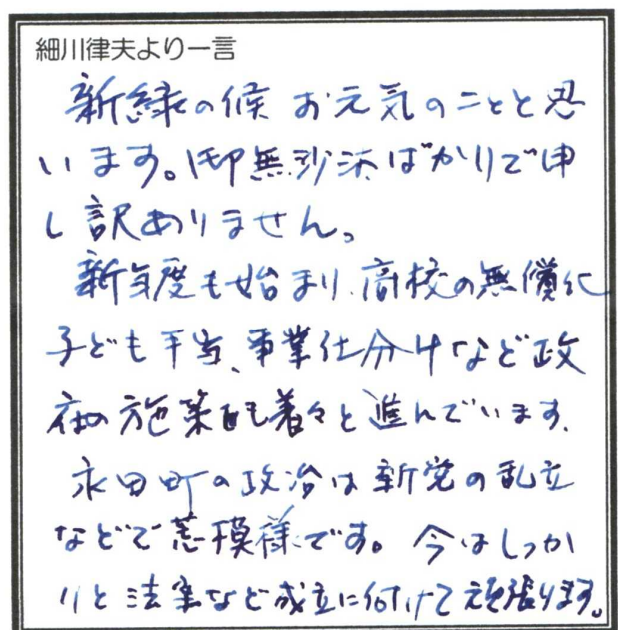 細川律夫より一言
新緑の候 お元気のことと思
います。御無沙汰ばかりで申
し訳ありません。
新年度も始まり、高校の無償化
子ども手当、事業仕分けなど政
府の施策も着々と進んでいます。
永田町の政治は新党の乱立
などで荒模様です。今はしっか
りと法案など成立に付けて頑張ります。